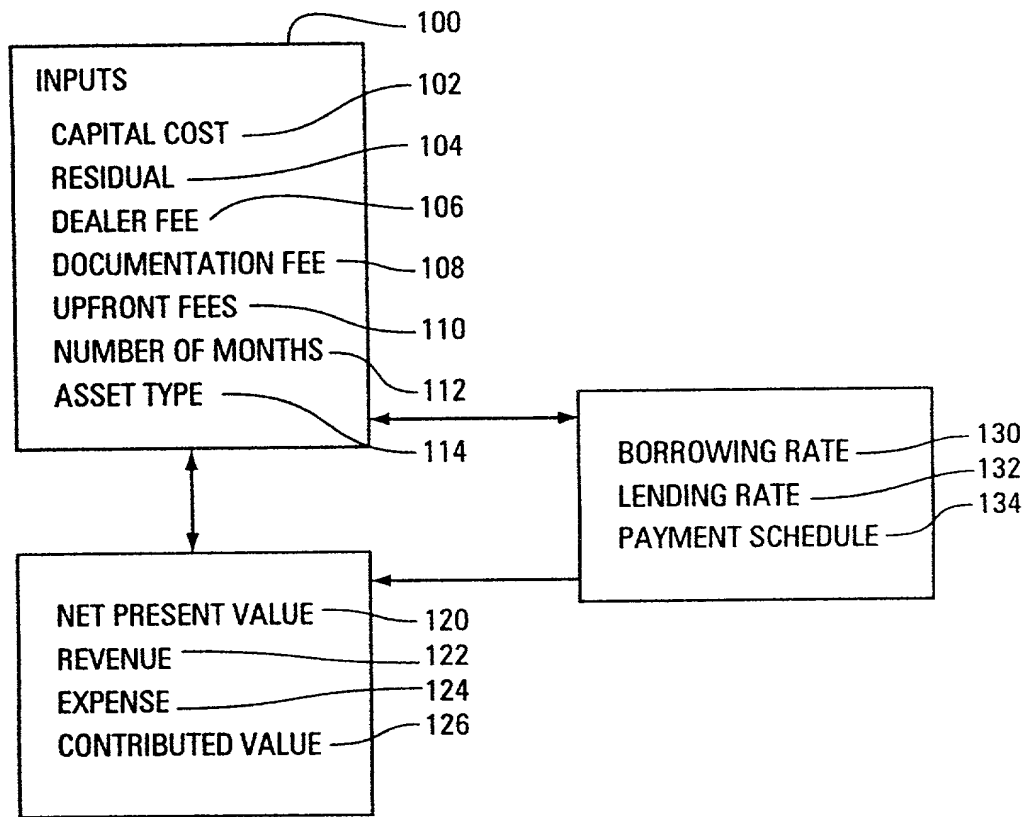 100
INPUTS
102
CAPITAL COST
104
RESIDUAL
106
DEALER FEE
DOCUMENTATION FEE 108
UPFRONT FEES 110
NUMBER OF MONTHS
112
ASSET TYPE
114
BORROWING RATE 130
LENDING RATE 132
PAYMENT SCHEDULE 134
NET PRESENT VALUE 120
REVENUE 122
EXPENSE 124
CONTRIBUTED VALUE 126